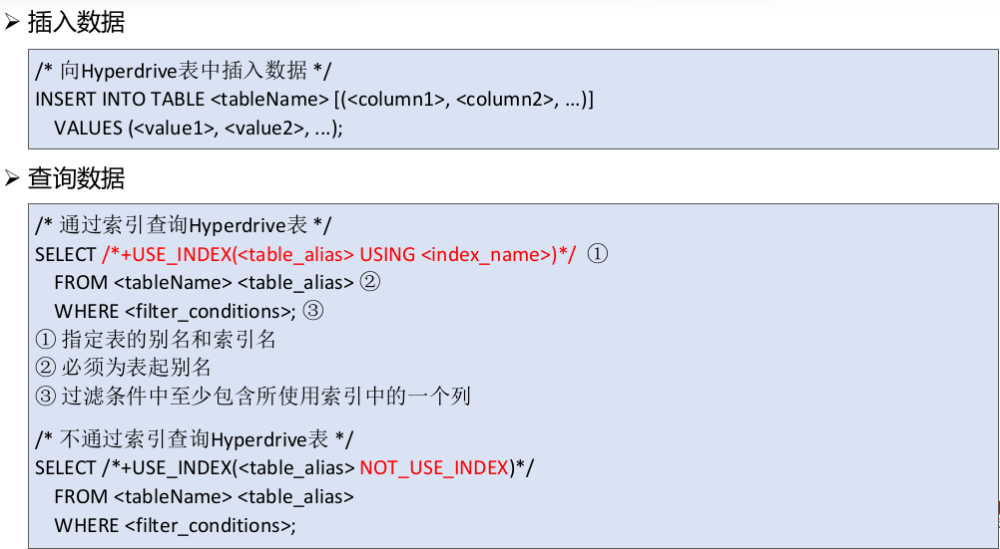 ➢ 插入数据
/* 向Hyperdrive表中插入数据 */
INSERT INTO TABLE <tableName> [(<column1>, <column2>, ...)]
VALUES (<value1>, <value2>, ...);
➢ 查询数据
/* 通过索引查询Hyperdrive表 */
SELECT /*+USE_INDEX(<table_alias> USING <index_name>)*/ ①
FROM <tableName> <table_alias> ②
WHERE <filter_conditions>; ③
① 指定表的别名和索引名
② 必须为表起别名
③ 过滤条件中至少包含所使用索引中的一个列
/* 不通过索引查询Hyperdrive表 */
SELECT /*+USE_INDEX(<table_alias> NOT_USE_INDEX)*/
FROM <tableName> <table_alias>
WHERE <filter_conditions>;